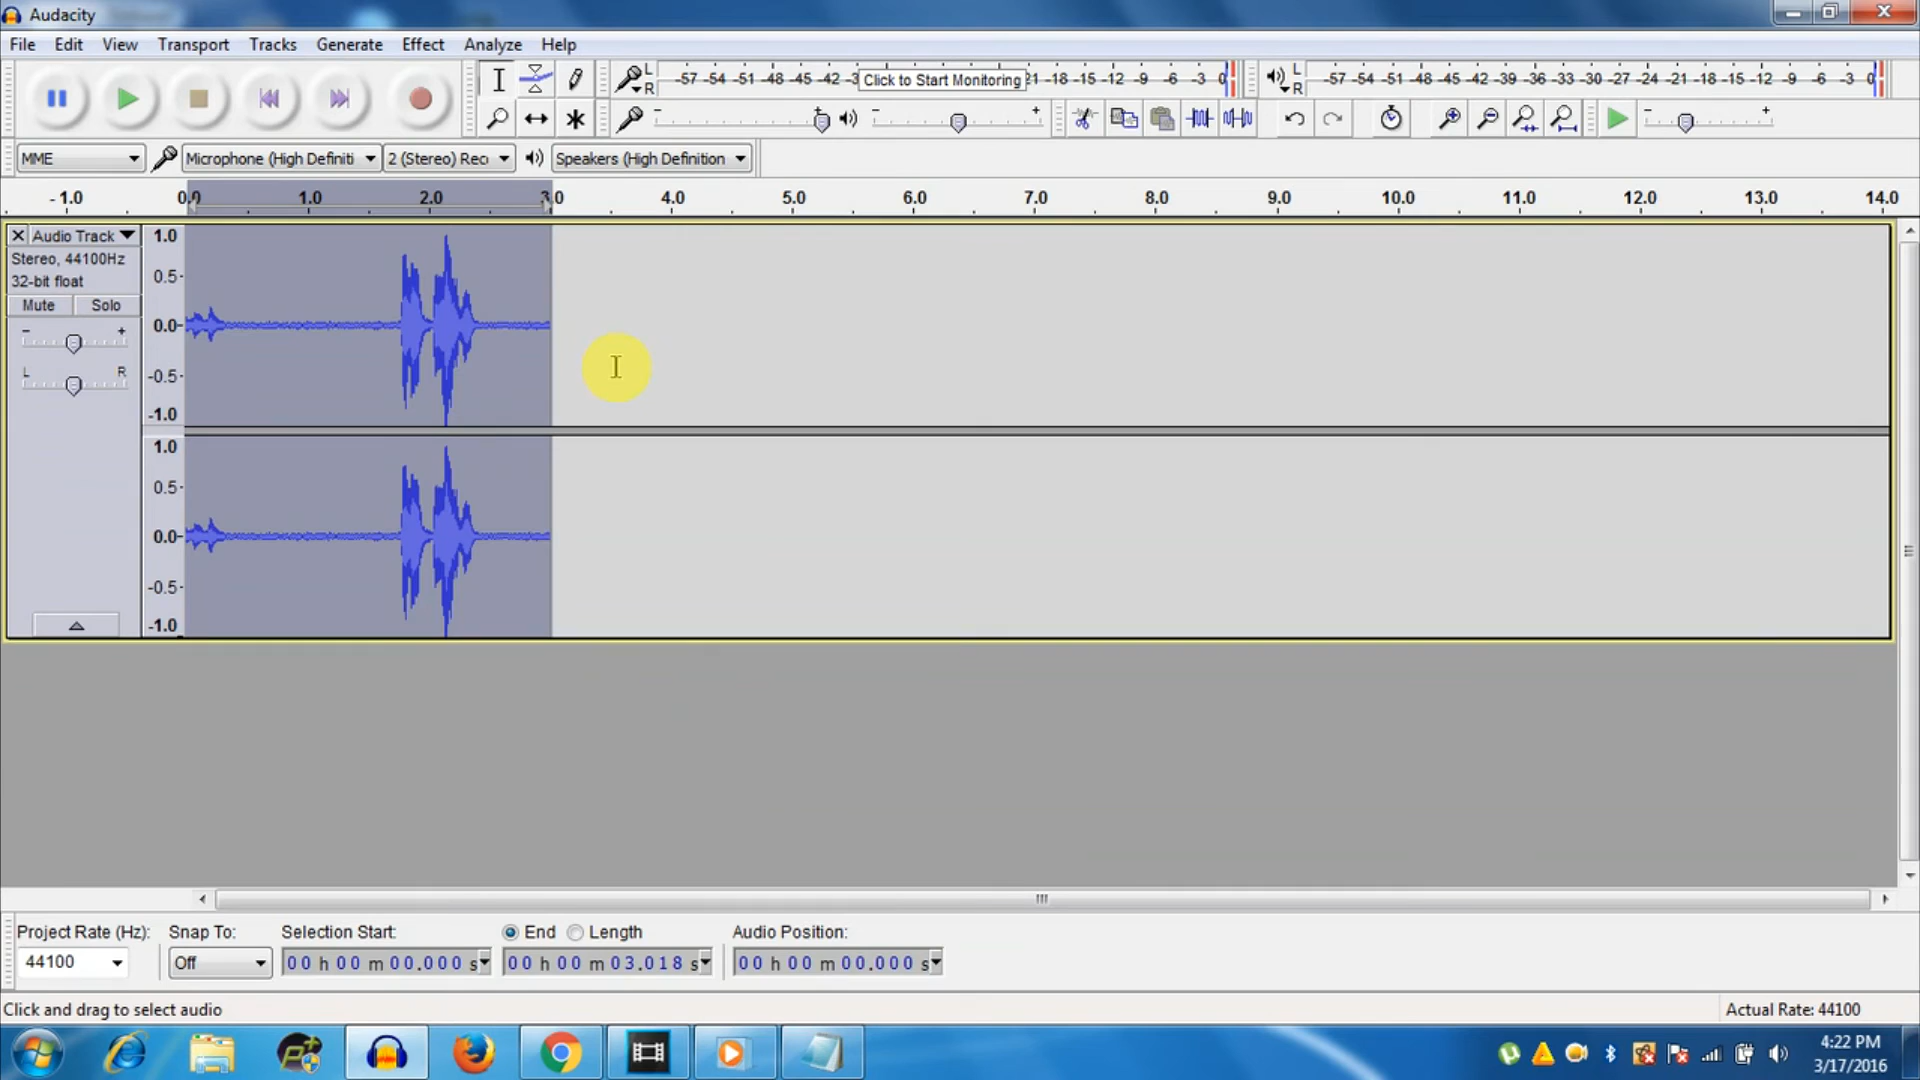 Audacity
File Edit View Transport Tracks Generate Effect Analyze Help
L
R
-57 -54 -51 -48 -45 -42 -3 Click to Start Monitoring 21 -18 -15 -12 -9 -6 -3 0
L
R
-57 -54 -51 -48 -45 -42 -39 -36 -33 -30 -27 -24 -21 -18 -15 -12 -9 -6 -3 0
- + - + - +
MME Microphone (High Definiti 2 (Stereo) Reco Speakers (High Definition
- 1.0 0.0 1.0 2.0 3.0 4.0 5.0 6.0 7.0 8.0 9.0 10.0 11.0 12.0 13.0 14.0
Audio Track
Stereo, 44100Hz
32-bit float
Mute Solo
- +
L R
1.0
0.5
0.0
-0.5
-1.0
1.0
0.5
0.0
-0.5
-1.0
Project Rate (Hz): Snap To: Selection Start: End Length Audio Position:
44100 Off 00 h 00 m 00.000 s 00 h 00 m 03.018 s 00 h 00 m 00.000 s
Click and drag to select audio Actual Rate: 44100
4:22 PM
3/17/2016